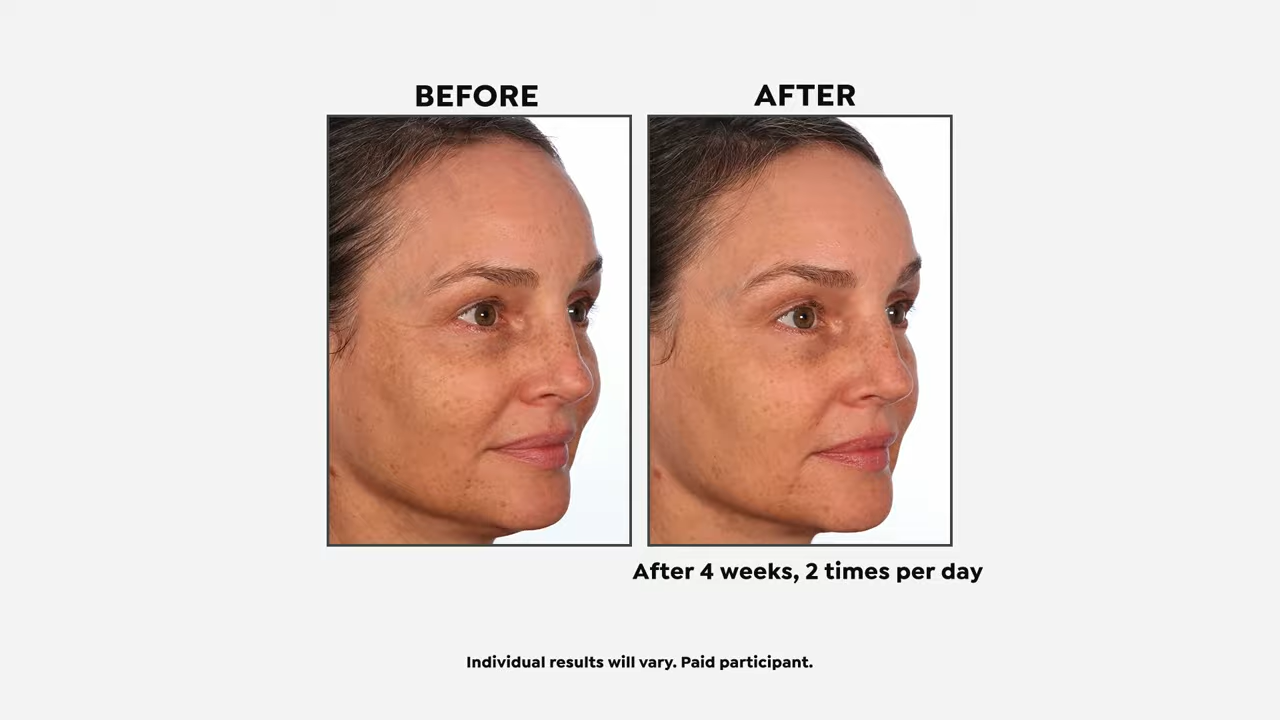 BEFORE
AFTER
After 4 weeks, 2 times per day
Individual results will vary. Paid participant.